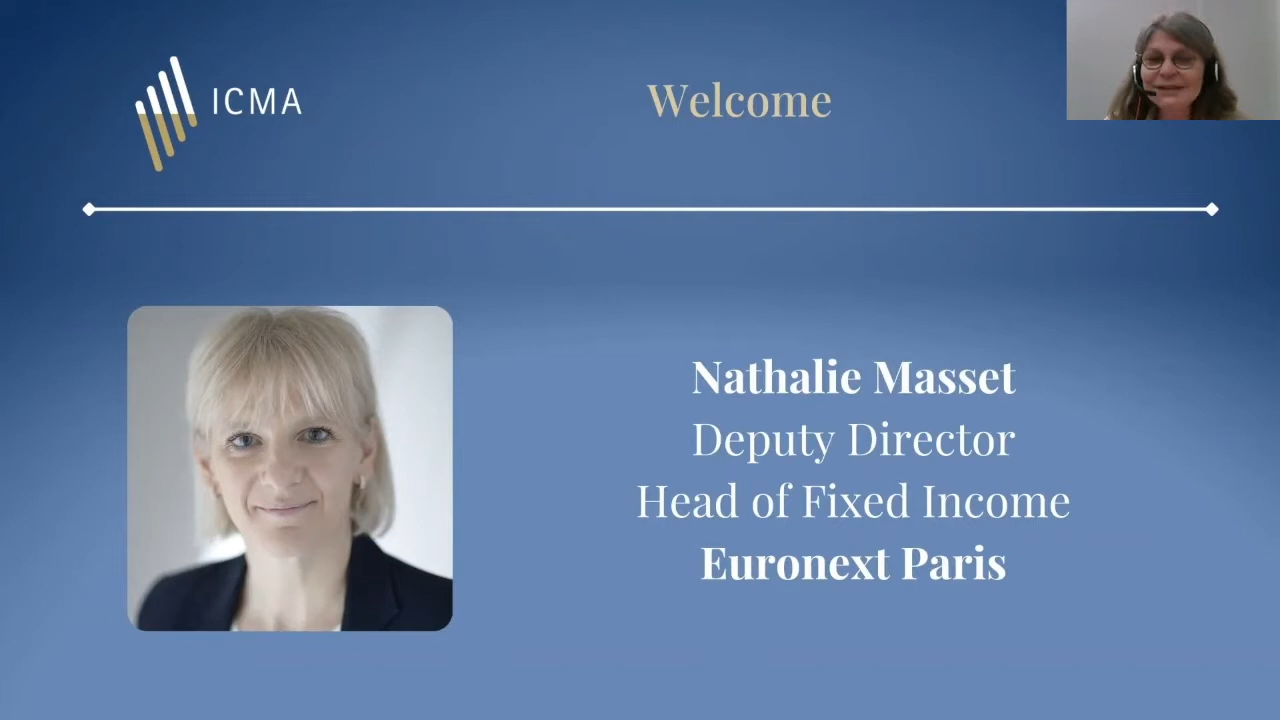 ICMA
Welcome
Nathalie Masset
Deputy Director
Head of Fixed Income
Euronext Paris